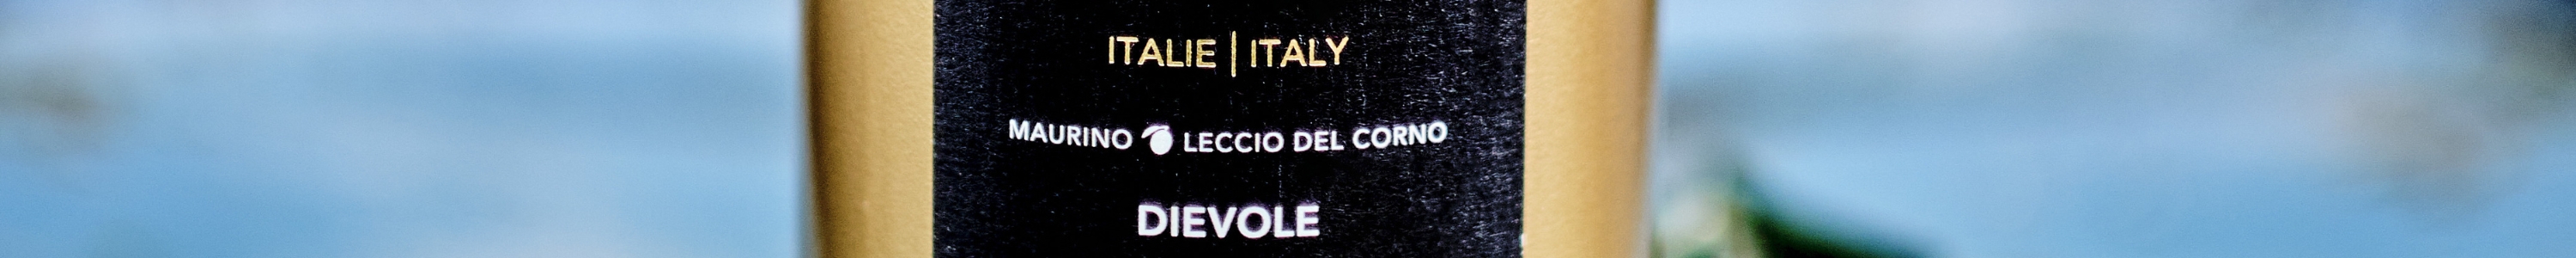 ITALIE | ITALY
MAURINO LECCIO DEL CORNO
DIEVOLE